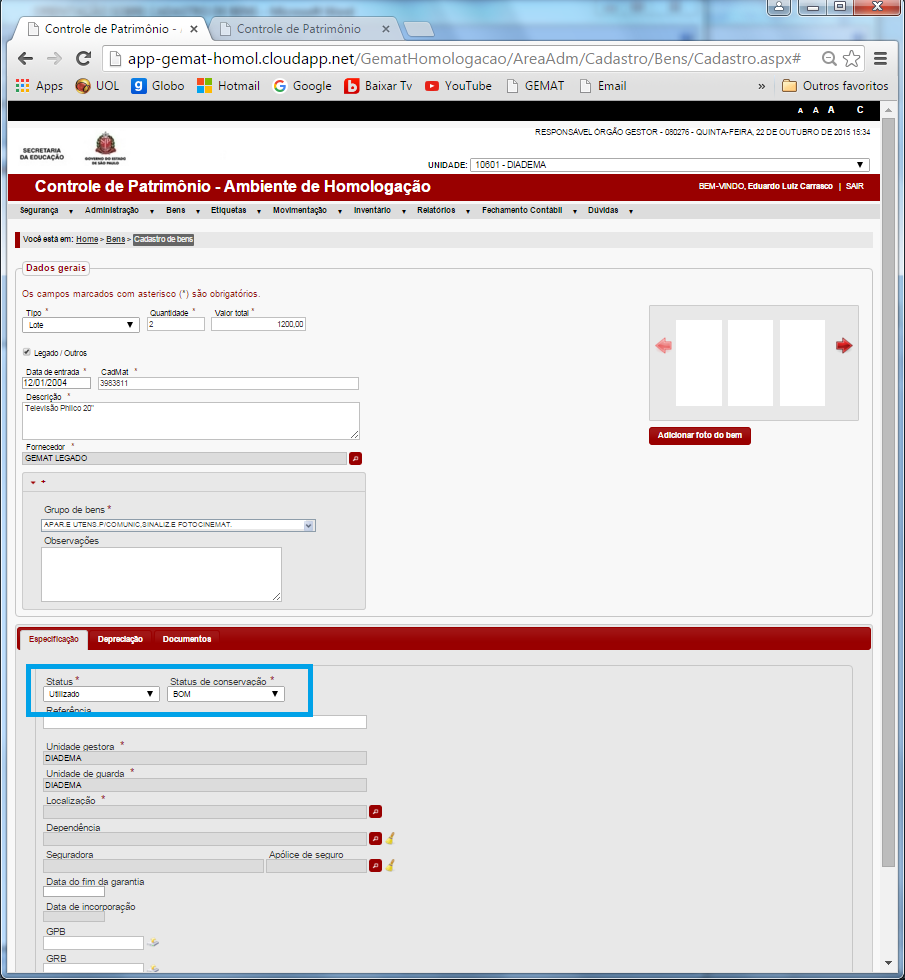 Controle de Patrimônio - 
Controle de Patrimônio
app-gemat-homol.cloudapp.net/GematHomologacao/AreaAdm/Cadastro/Bens/Cadastro.aspx#
Apps UOL Globo Hotmail Google Baixar Tv YouTube GEMAT Email » Outros favoritos
A A A C
RESPONSÁVEL ÓRGÃO GESTOR - 080276 - QUINTA-FEIRA, 22 DE OUTUBRO DE 2015 15:34
SECRETARIA
DA EDUCAÇÃO
GOVERNO DO ESTADO
DE SÃO PAULO
UNIDADE: 10601 - DIADEMA
Controle de Patrimônio - Ambiente de Homologação
BEM-VINDO, Eduardo Luiz Carrasco | SAIR
Segurança Administração Bens Etiquetas Movimentação Inventário Relatórios Fechamento Contábil Dúvidas
Você está em: Home > Bens > Cadastro de bens
Dados gerais
Os campos marcados com asterisco (*) são obrigatórios.
Tipo * Quantidade * Valor total *
Lote 2 1200,00
Legado / Outros
Data de entrada * CadMat *
12/01/2004 3983811
Descrição *
Televisão Philco 20"
Fornecedor *
GEMAT LEGADO
Adicionar foto do bem
+
Grupo de bens *
APAR.E UTENS.P/COMUNIC,SINALIZ.E FOTOCINEMAT.
Observações
Especificação Depreciação Documentos
Status * Status de conservação *
Utilizado BOM
Referência
Unidade gestora *
DIADEMA
Unidade de guarda *
DIADEMA
Localização *
Dependência
Seguradora Apólice de seguro
Data do fim da garantia
Data de incorporação
GPB
GRB